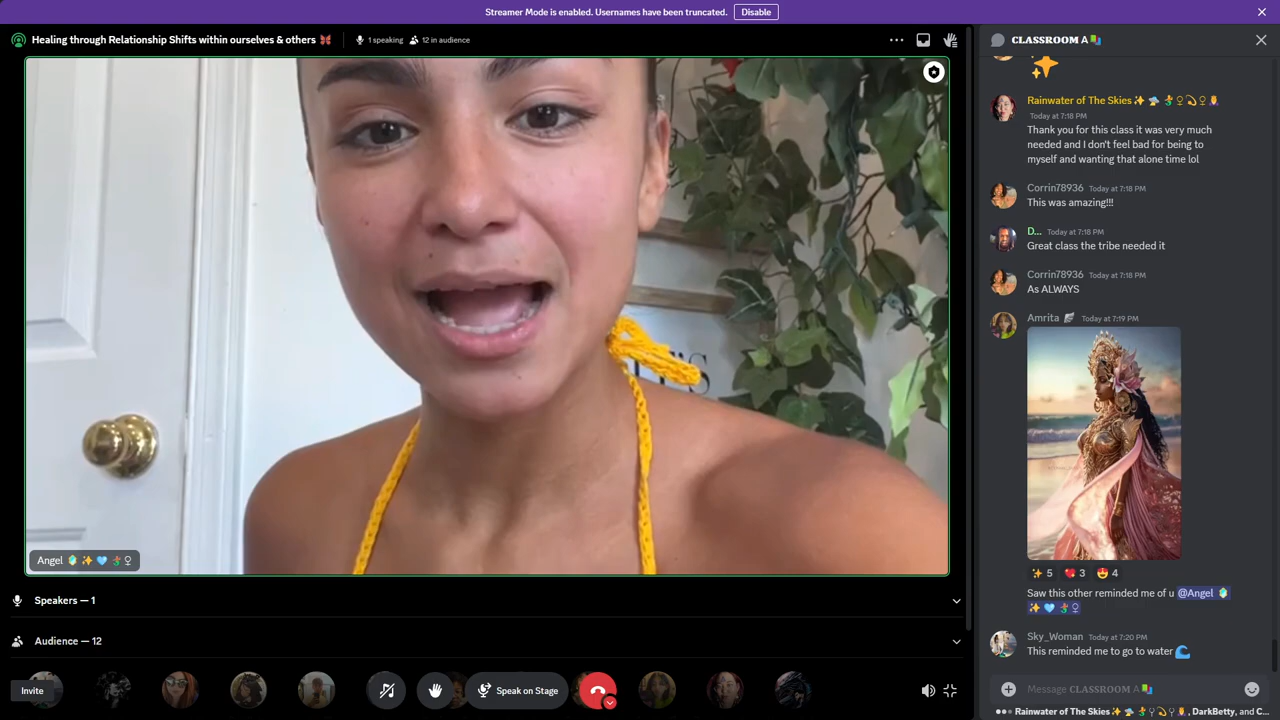 Streamer Mode is enabled. Usernames have been truncated. Disable
Healing through Relationship Shifts within ourselves & others 🦋
1 speaking 12 in audience
CLASSROOM A
Rainwater of The Skies
Today at 7:18 PM
Thank you for this class it was very much
needed and I don't feel bad for being to
myself and wanting that alone time lol
Corrin78936 Today at 7:18 PM
This was amazing!!!
D... Today at 7:18 PM
Great class the tribe needed it
Corrin78936 Today at 7:18 PM
As ALWAYS
Amrita Today at 7:19 PM
✨ 5 💖 3 😍 4
Saw this other reminded me of u @Angel
Sky_Woman Today at 7:20 PM
This reminded me to go to water 🌊
Angel
Speakers — 1
Audience — 12
Invite
Speak on Stage
Message CLASSROOM A
Rainwater of The Skies, DarkBetty, and C...